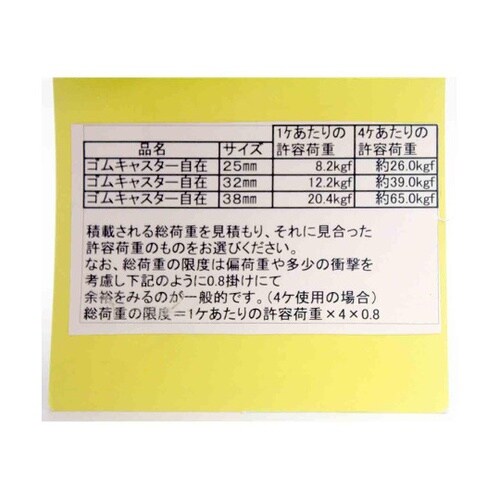 品名 サイズ 1ケあたりの許容荷重 4ケあたりの許容荷重
ゴムキャスター自在 25mm 8.2kgf 約26.0kgf
ゴムキャスター自在 32mm 12.2kgf 約39.0kgf
ゴムキャスター自在 38mm 20.4kgf 約65.0kgf
積載される総荷重を見積もり、それに見合った
許容荷重のものをお選びください。
なお、総荷重の限度は偏荷重や多少の衝撃を
考慮し下記のように0.8掛けにて
余裕をみるのが一般的です。(4ケ使用の場合)
総荷重の限度=1ケあたりの許容荷重×4×0.8